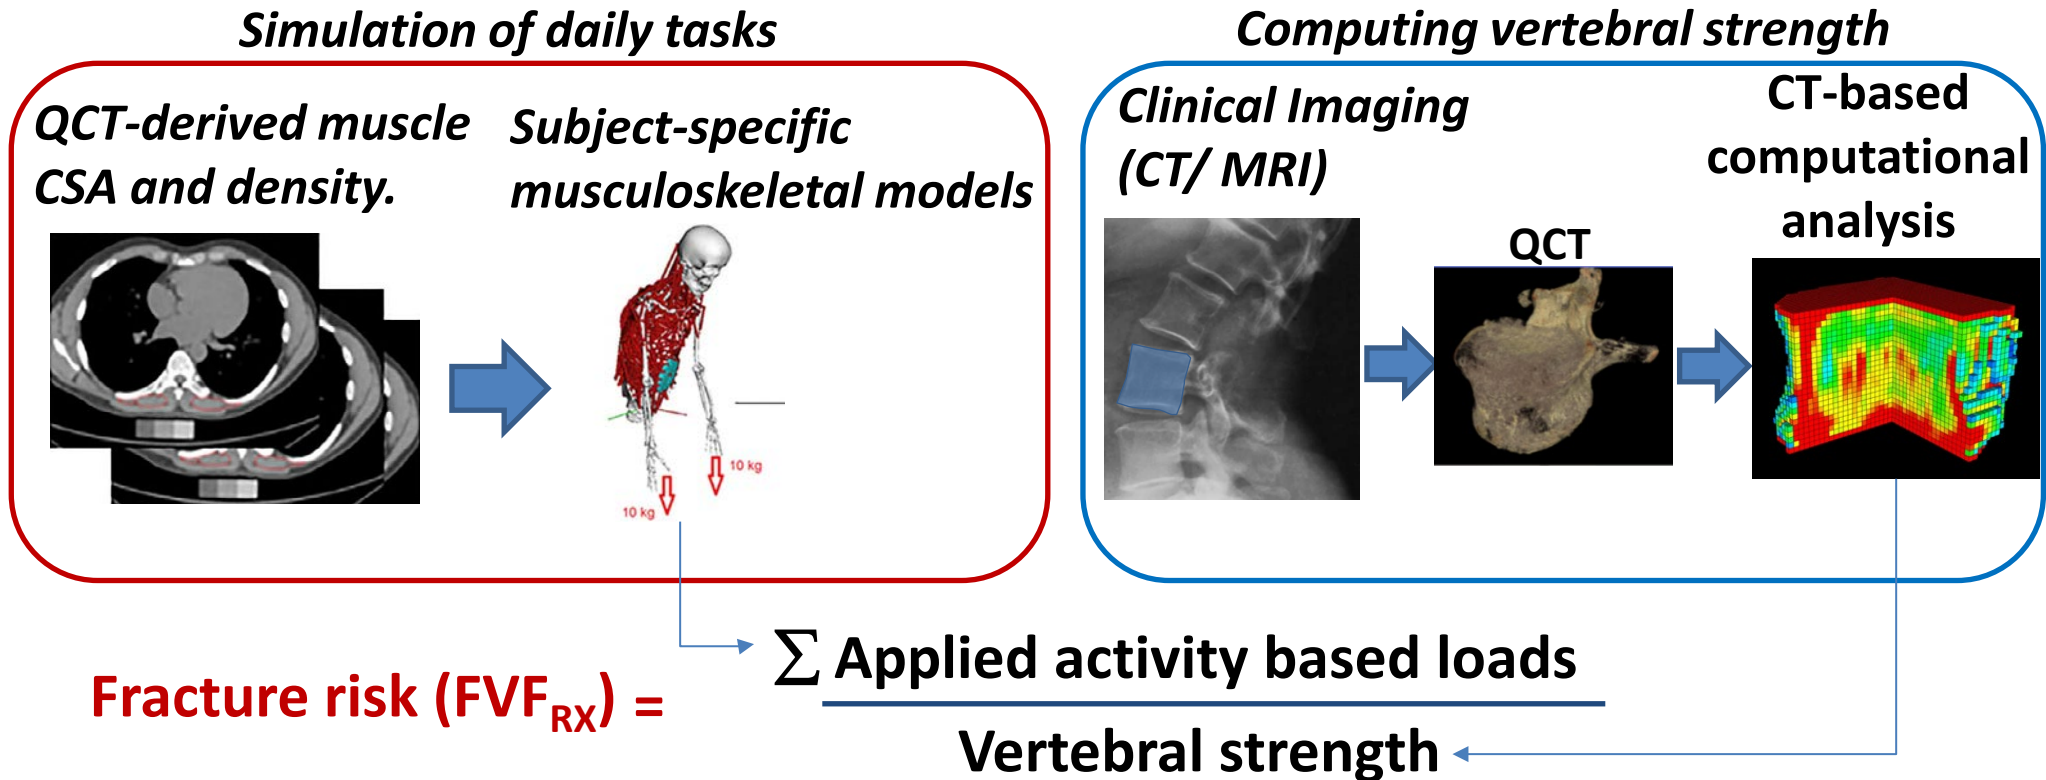 Simulation of daily tasks
Computing vertebral strength
QCT-derived muscle
CSA and density.
Subject-specific
musculoskeletal models
10 kg
10 kg
Clinical Imaging
(CT/ MRI)
QCT
CT-based
computational
analysis
Fracture risk (FVF_RX) =
∑ Applied activity based loads
Vertebral strength